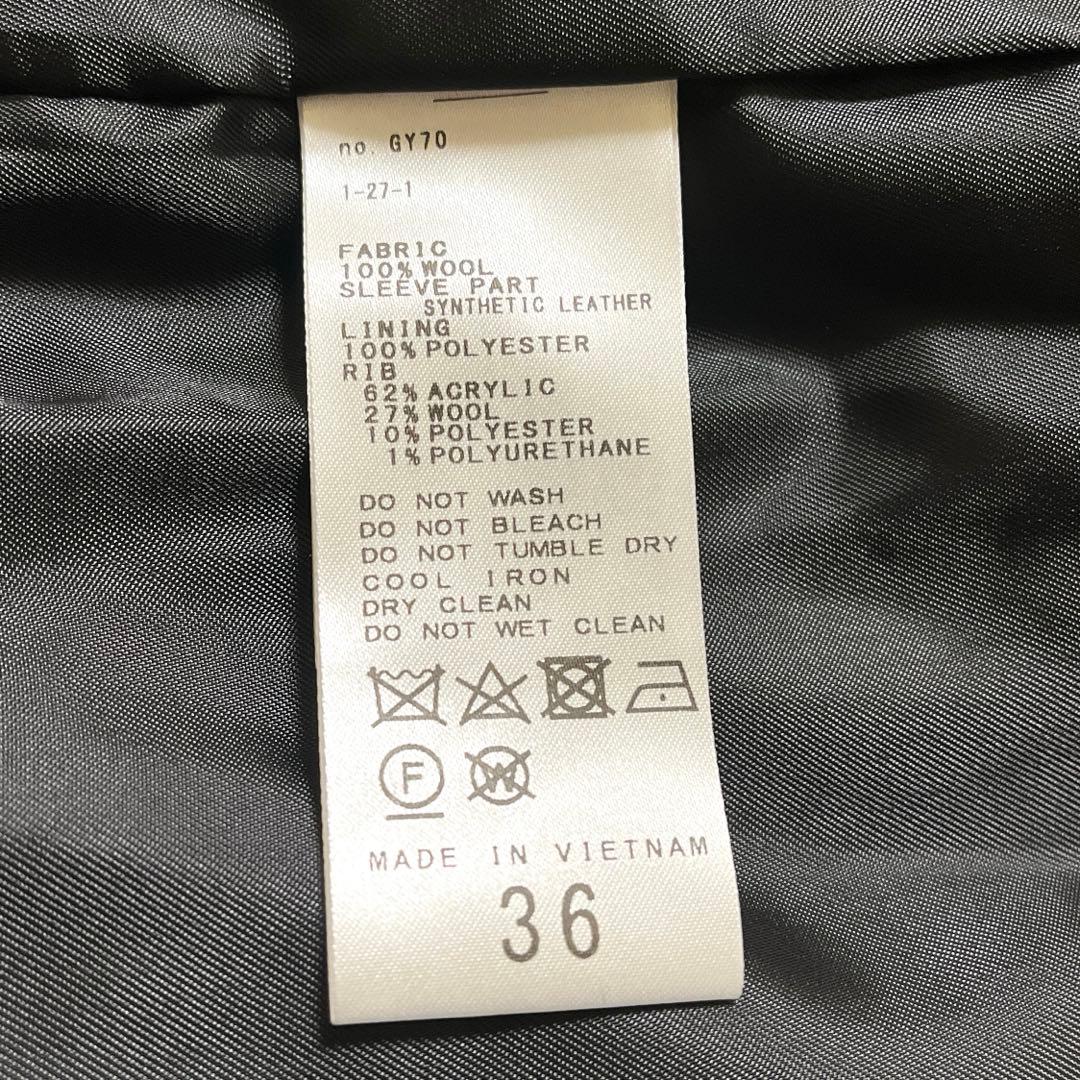 no. GY70
1-27-1
FABRIC
100% WOOL
SLEEVE PART
SYNTHETIC LEATHER
LINING
100% POLYESTER
RIB
62% ACRYLIC
27% WOOL
10% POLYESTER
1% POLYURETHANE
DO NOT WASH
DO NOT BLEACH
DO NOT TUMBLE DRY
COOL IRON
DRY CLEAN
DO NOT WET CLEAN
F W
MADE IN VIETNAM
36